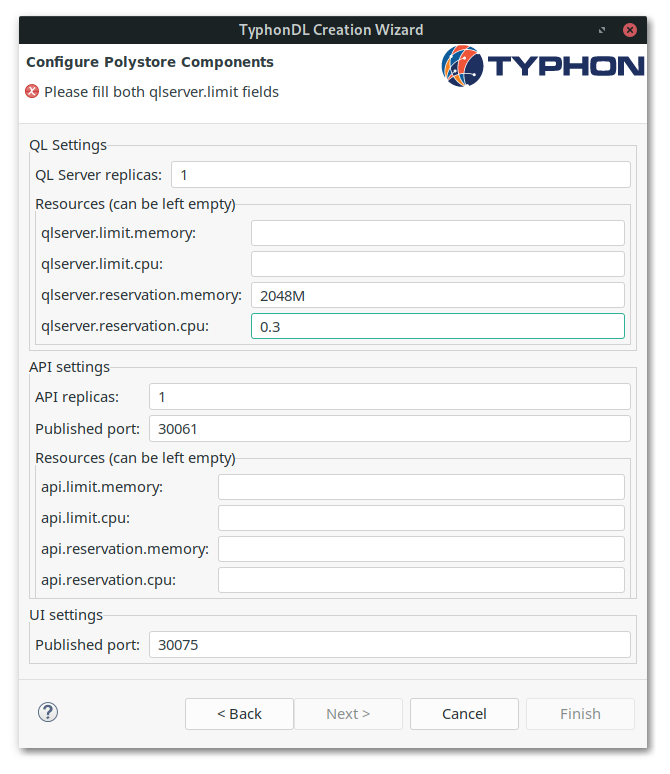 TyphonDL Creation Wizard
Configure Polystore Components
TYPHON
Please fill both qlserver.limit fields
QL Settings
QL Server replicas: 1
Resources (can be left empty)
qlserver.limit.memory:
qlserver.limit.cpu:
qlserver.reservation.memory: 2048M
qlserver.reservation.cpu: 0.3
API settings
API replicas: 1
Published port: 30061
Resources (can be left empty)
api.limit.memory:
api.limit.cpu:
api.reservation.memory:
api.reservation.cpu:
UI settings
Published port: 30075
? < Back Next > Cancel Finish